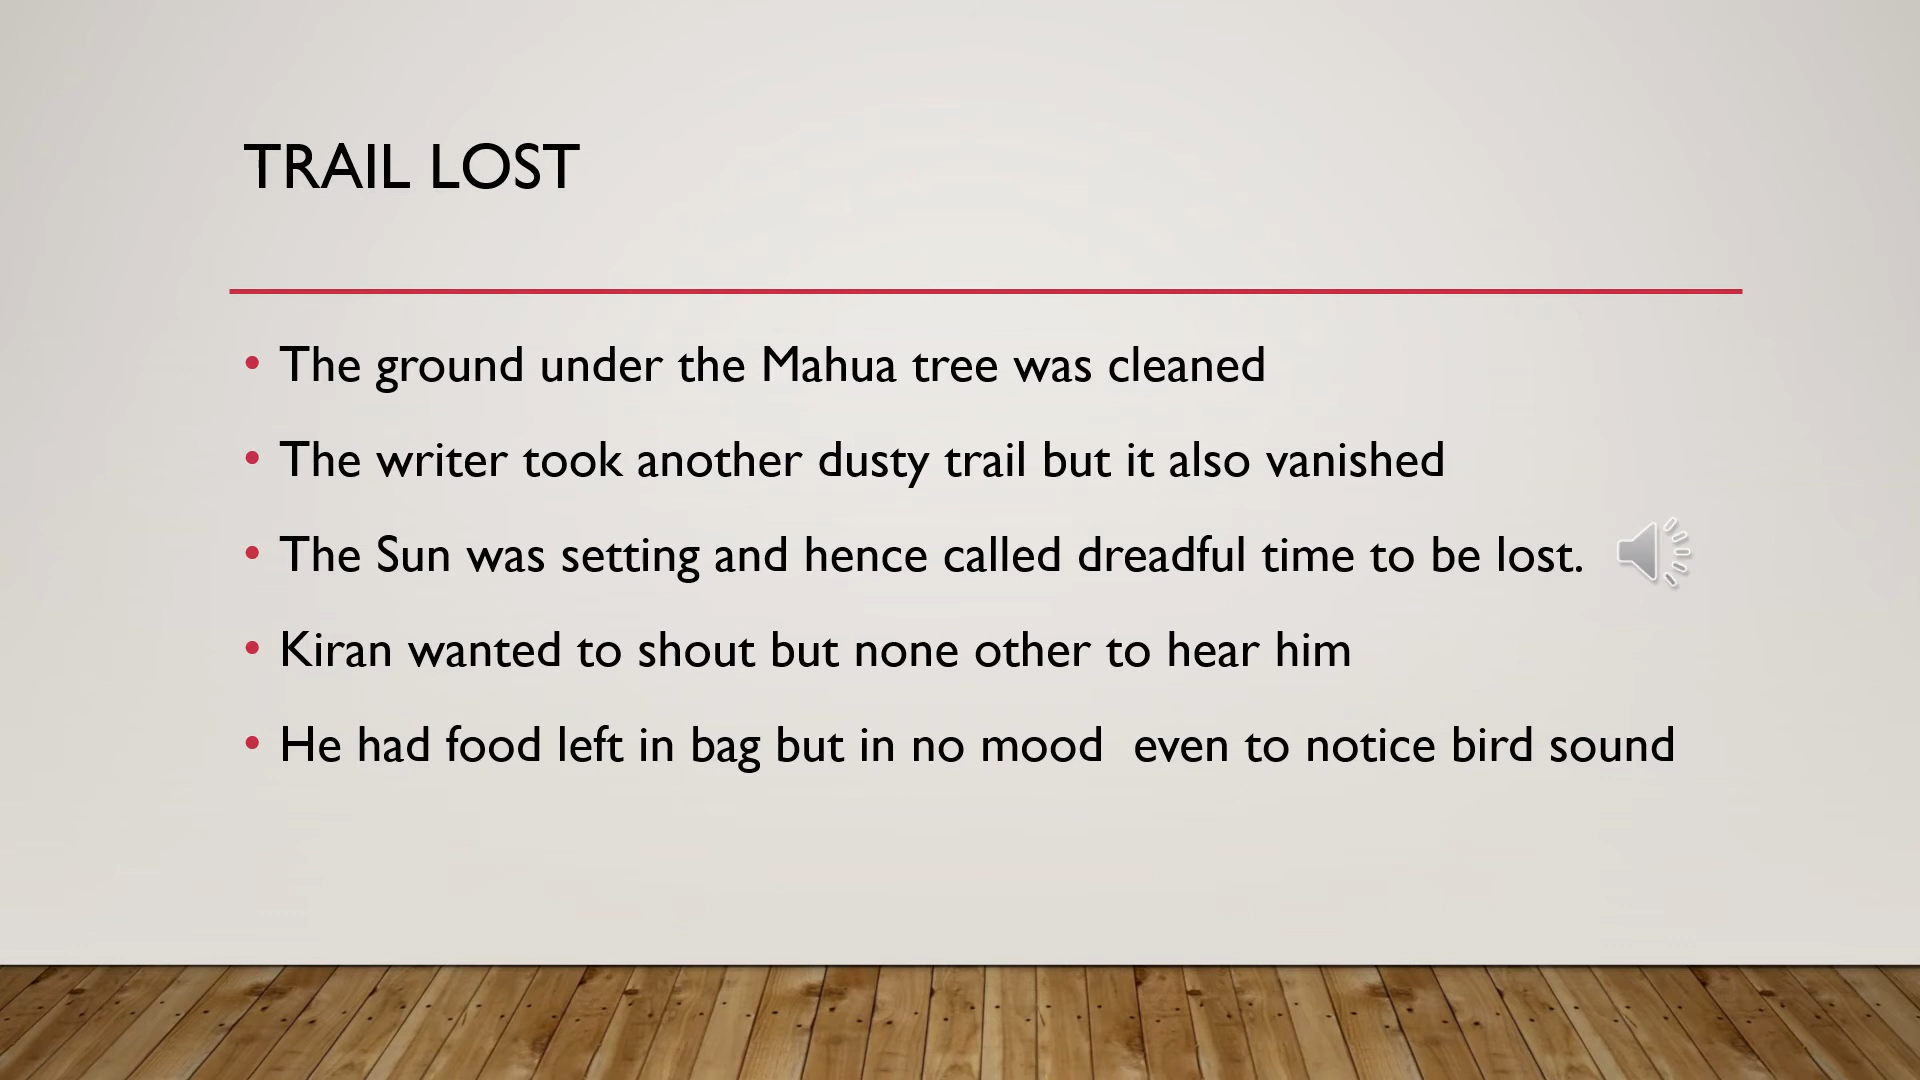 TRAIL LOST
• The ground under the Mahua tree was cleaned
• The writer took another dusty trail but it also vanished
• The Sun was setting and hence called dreadful time to be lost.
• Kiran wanted to shout but none other to hear him
• He had food left in bag but in no mood  even to notice bird sound